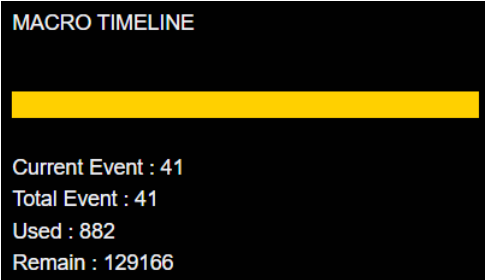 MACRO TIMELINE
Current Event : 41
Total Event : 41
Used : 882
Remain : 129166